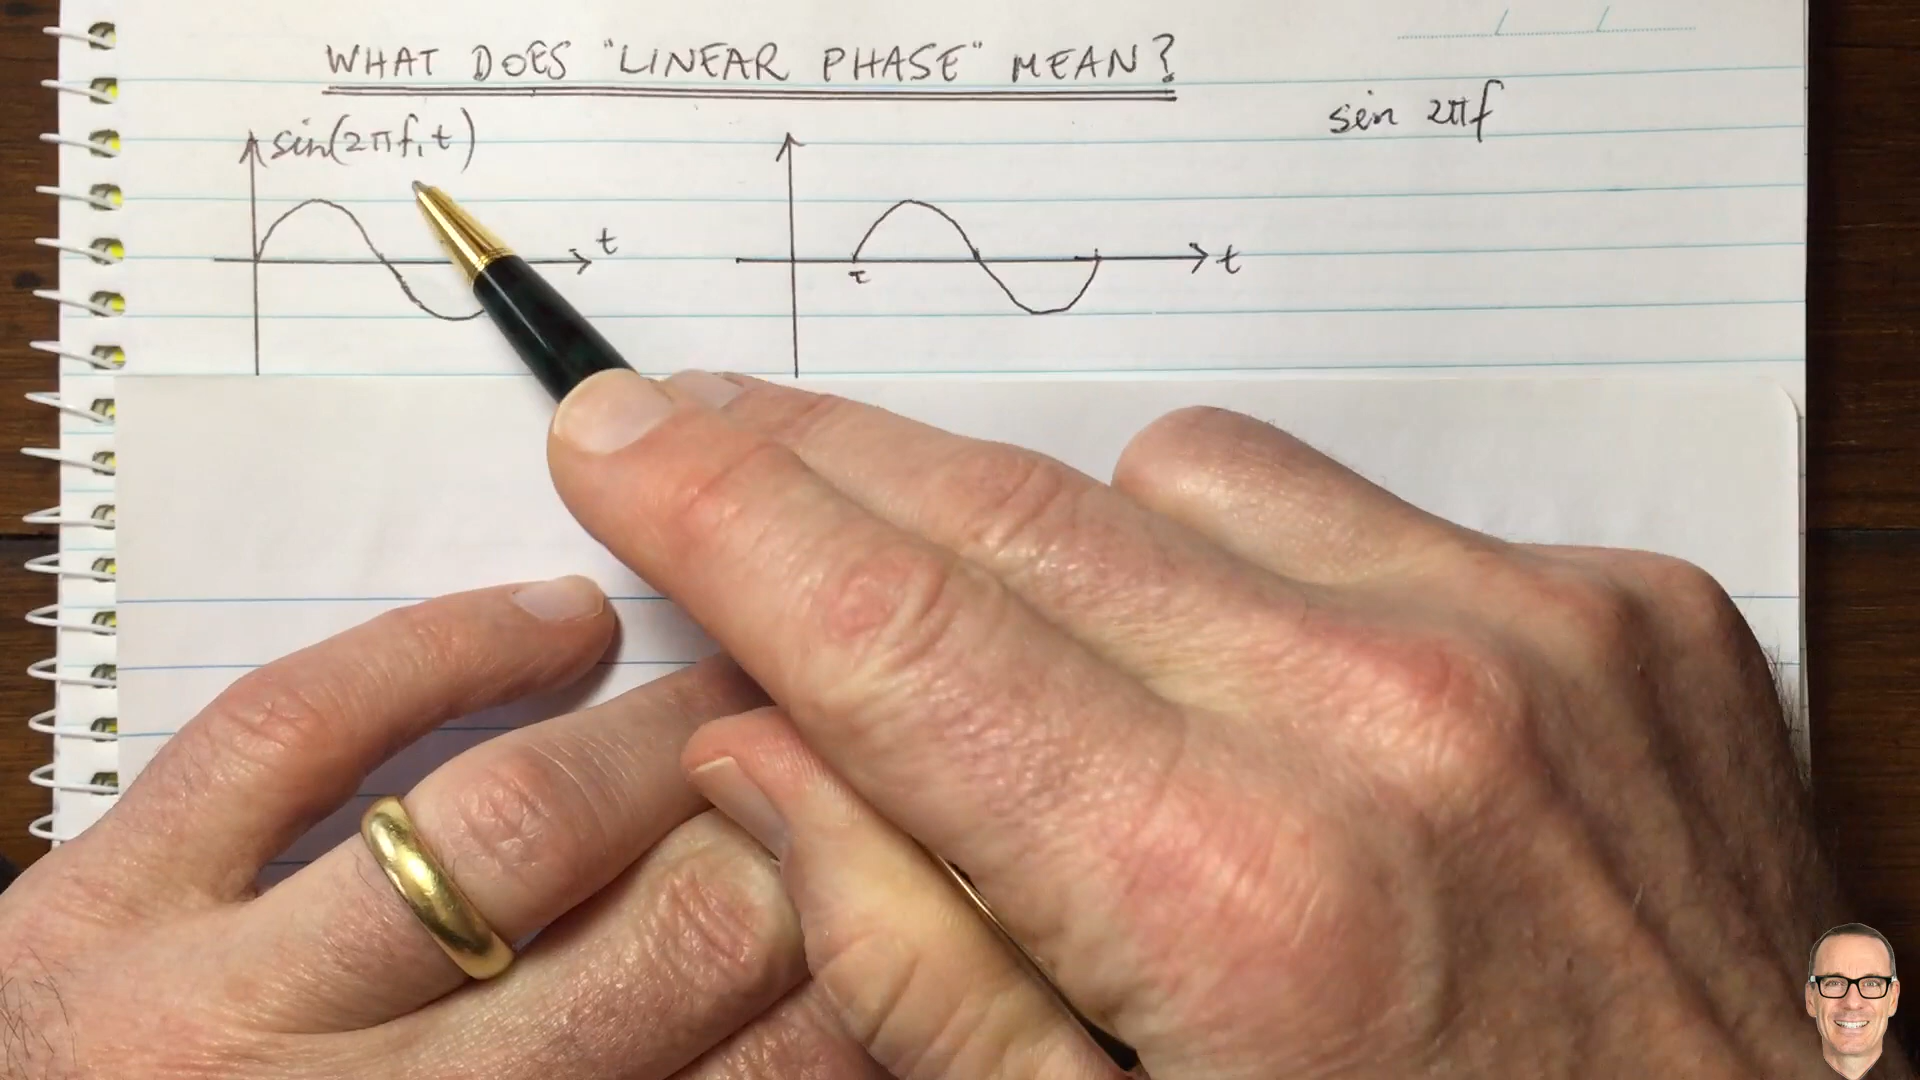 WHAT DOES "LINEAR PHASE" MEAN?
sin 2πf
sin(2πf₁t)
t
t
τ